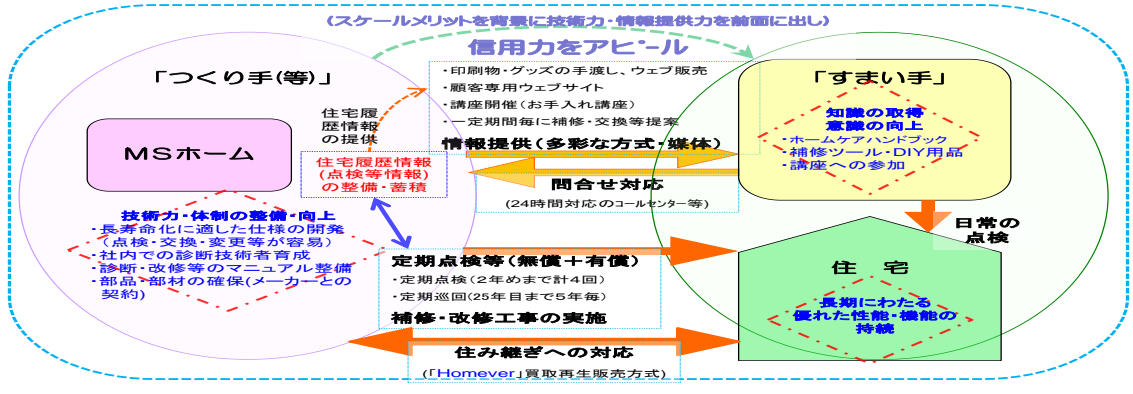 (スケールメリットを背景に技術力・情報提供力を前面に出し)
信用力をアピール
「つくり手(等)」
MSホーム
住宅履
歴情報
の提供
住宅履歴情報
(点検等情報)
の整備・蓄積
技術力・体制の整備・向上
・長寿命化に適した仕様の開発
(点検・交換・変更等が容易)
・社内での診断技術者育成
・診断・改修等のマニュアル整備
・部品・部材の確保(メーカーとの
契約)
・印刷物・グッズの手渡し、ウェブ販売
・顧客専用ウェブサイト
・講座開催(お手入れ講座)
・一定期間毎に補修・交換等提案
情報提供(多彩な方式・媒体)
問合せ対応
(24時間対応のコールセンター等)
定期点検等(無償+有償)
・定期点検(2年めまで計4回)
・定期巡回(25年目まで5年毎)
補修・改修工事の実施
住み継ぎへの対応
(「Homever」買取再生販売方式)
「すまい手」
知識の取得
意識の向上
・ホームケアハンドブック
・補修ツール・DIY用品
・講座への参加
日常の
点検
住 宅
長期にわたる
優れた性能・機能の
持続